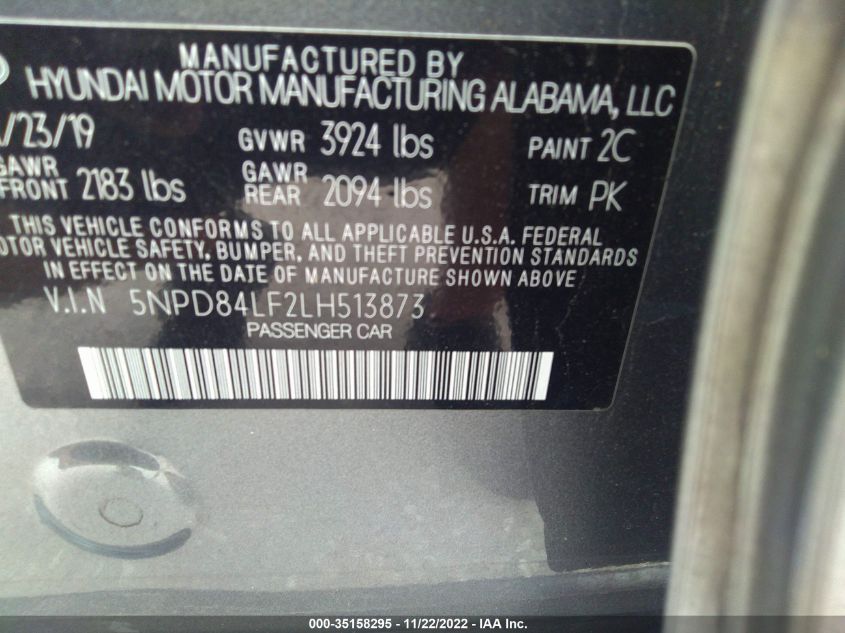 MANUFACTURED BY
HYUNDAI MOTOR MANUFACTURING ALABAMA, LLC
/23/19 GVWR 3924 lbs PAINT 2C
GAWR FRONT 2183 lbs GAWR REAR 2094 lbs TRIM PK
THIS VEHICLE CONFORMS TO ALL APPLICABLE U.S.A. FEDERAL
OTOR VEHICLE SAFETY, BUMPER, AND THEFT PREVENTION STANDARDS
IN EFFECT ON THE DATE OF MANUFACTURE SHOWN ABOVE
V.I.N 5NPD84LF2LH513873
PASSENGER CAR
000-35158295 - 11/22/2022 - IAA Inc.